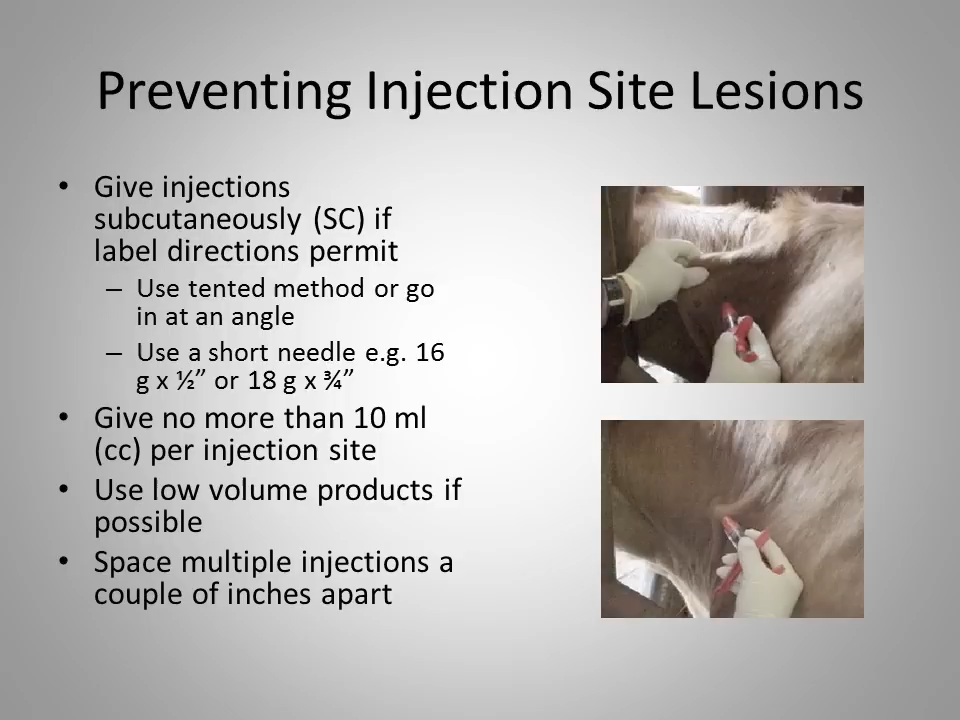 Preventing Injection Site Lesions
• Give injections
subcutaneously (SC) if
label directions permit
– Use tented method or go
in at an angle
– Use a short needle e.g. 16
g x ½” or 18 g x ¾”
• Give no more than 10 ml
(cc) per injection site
• Use low volume products if
possible
• Space multiple injections a
couple of inches apart